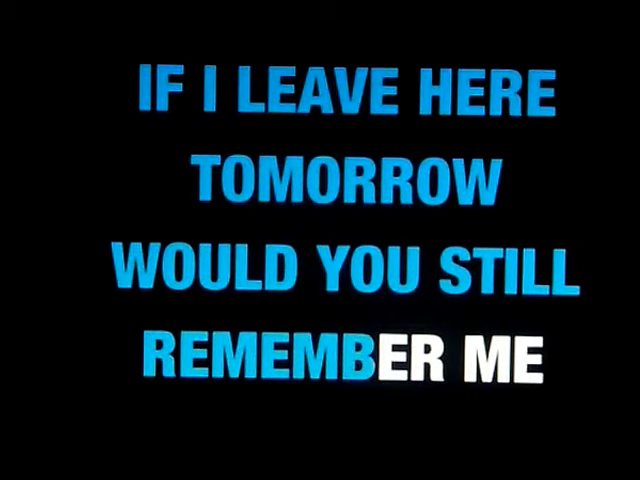 IF I LEAVE HERE
TOMORROW
WOULD YOU STILL
REMEMBER ME